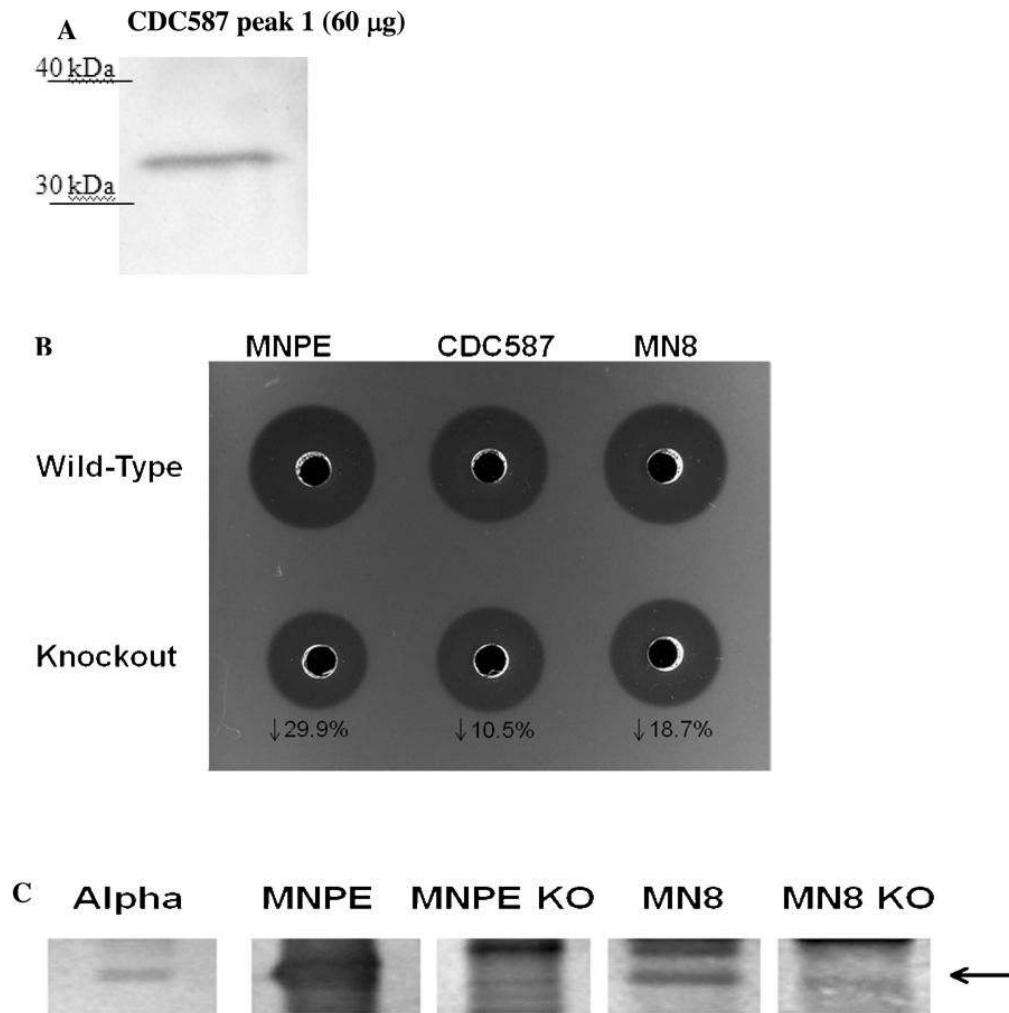 A CDC587 peak 1 (60 µg)
40 kDa
30 kDa
B MNPE CDC587 MN8
Wild-Type
Knockout
↓29.9% ↓10.5% ↓18.7%
C Alpha MNPE MNPE KO MN8 MN8 KO